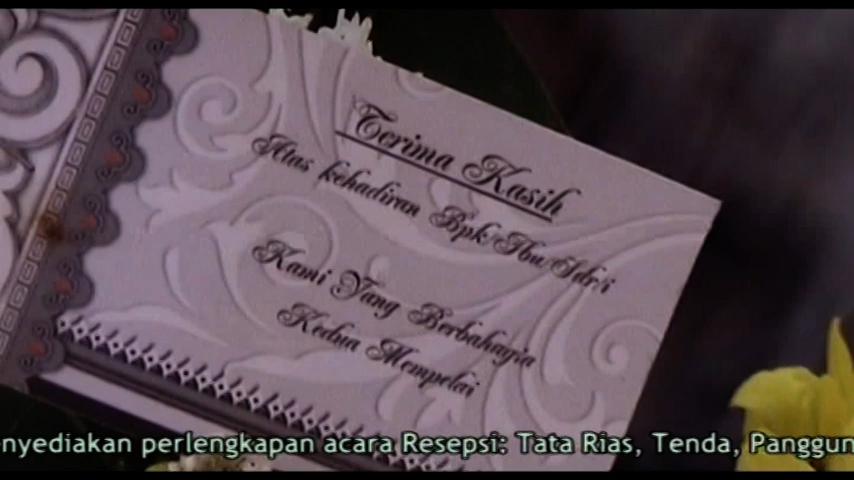 Terima Kasih
Atas kehadiran Bpk/Ibu/Sdr/i
Kami Yang Berbahagia
Kedua Mempelai
enyediakan perlengkapan acara Resepsi: Tata Rias, Tenda, Panggun